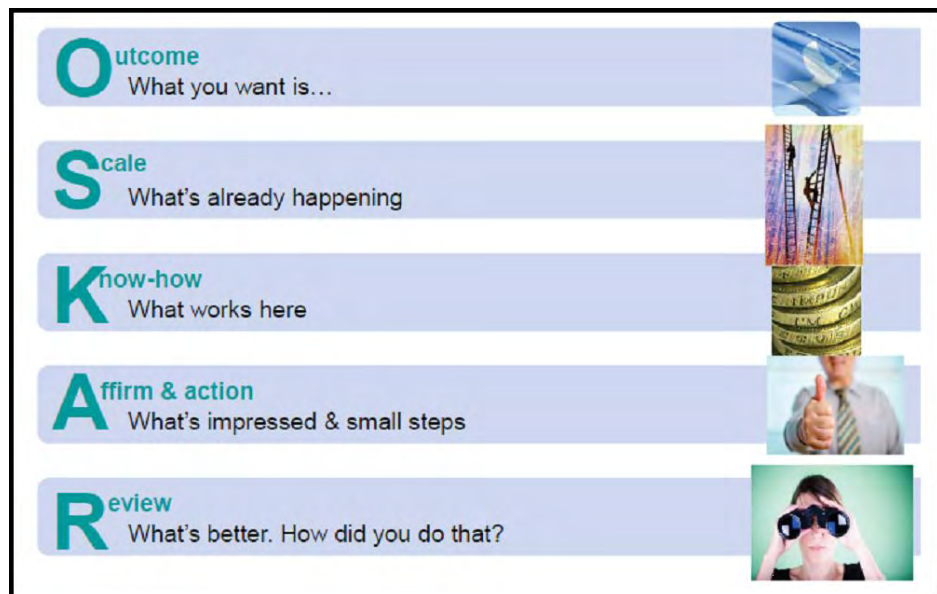 Outcome
What you want is…
Scale
What's already happening
Know-how
What works here
Affirm & action
What's impressed & small steps
Review
What's better. How did you do that?